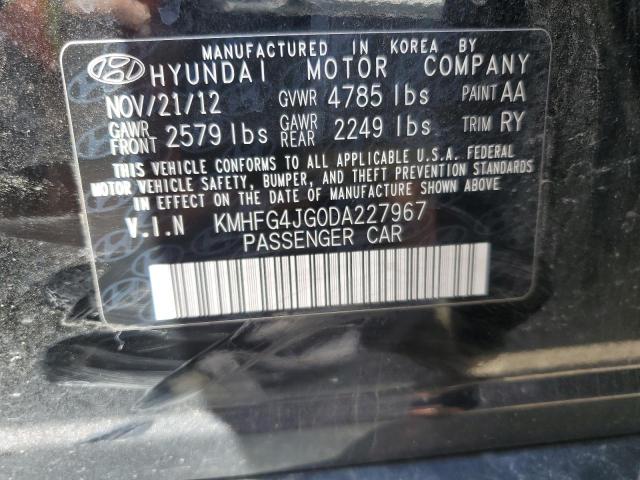 MANUFACTURED IN KOREA BY
HYUNDAI MOTOR COMPANY
NOV/21/12 GVWR 4785 lbs PAINT AA
GAWR FRONT 2579 lbs GAWR REAR 2249 lbs TRIM RY
THIS VEHICLE CONFORMS TO ALL APPLICABLE U.S.A. FEDERAL
MOTOR VEHICLE SAFETY, BUMPER, AND THEFT PREVENTION STANDARDS
IN EFFECT ON THE DATE OF MANUFACTURE SHOWN ABOVE.
V.I.N KMHFG4JG0DA227967
PASSENGER CAR